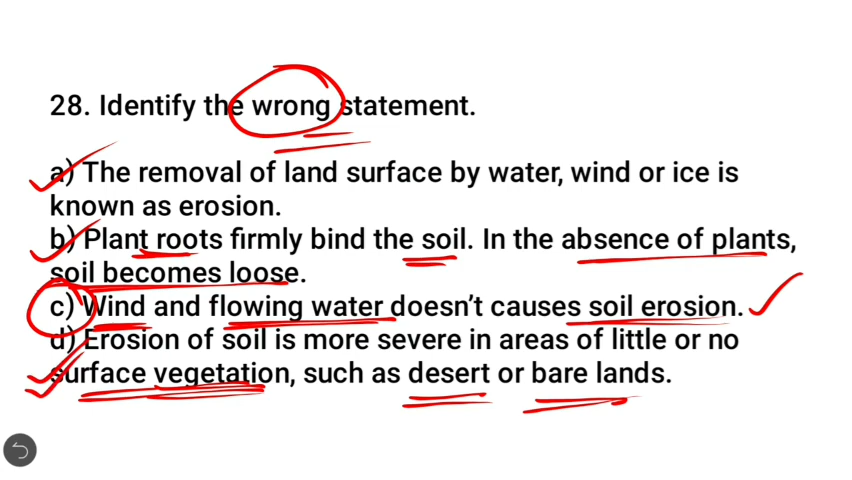 28. Identify the wrong statement.
a) The removal of land surface by water, wind or ice is
known as erosion.
b) Plant roots firmly bind the soil. In the absence of plants,
soil becomes loose.
c) Wind and flowing water doesn't causes soil erosion.
d) Erosion of soil is more severe in areas of little or no
surface vegetation, such as desert or bare lands.